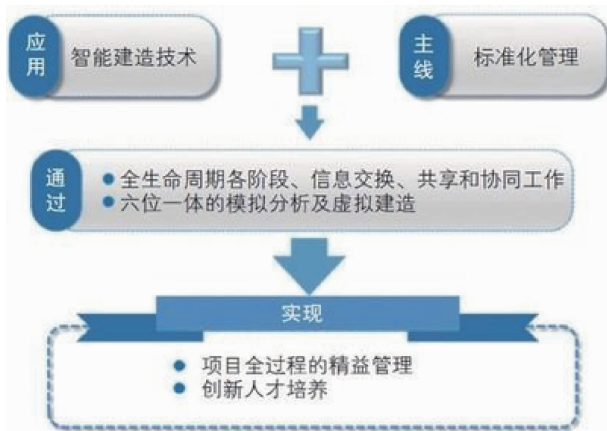 应用 智能建造技术
主线 标准化管理
通过
●全生命周期各阶段、信息交换、共享和协同工作
●六位一体的模拟分析及虚拟建造
实现
●项目全过程的精益管理
●创新人才培养